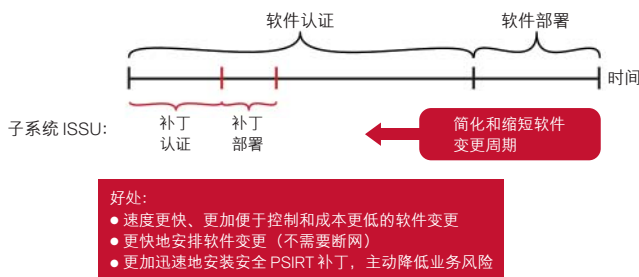 软件认证
软件部署
时间
子系统 ISSU:
补丁
认证
补丁
部署
简化和缩短软件
变更周期
好处:
● 速度更快、更加便于控制和成本更低的软件变更
● 更快地安排软件变更（不需要断网）
● 更加迅速地安装安全 PSIRT 补丁，主动降低业务风险